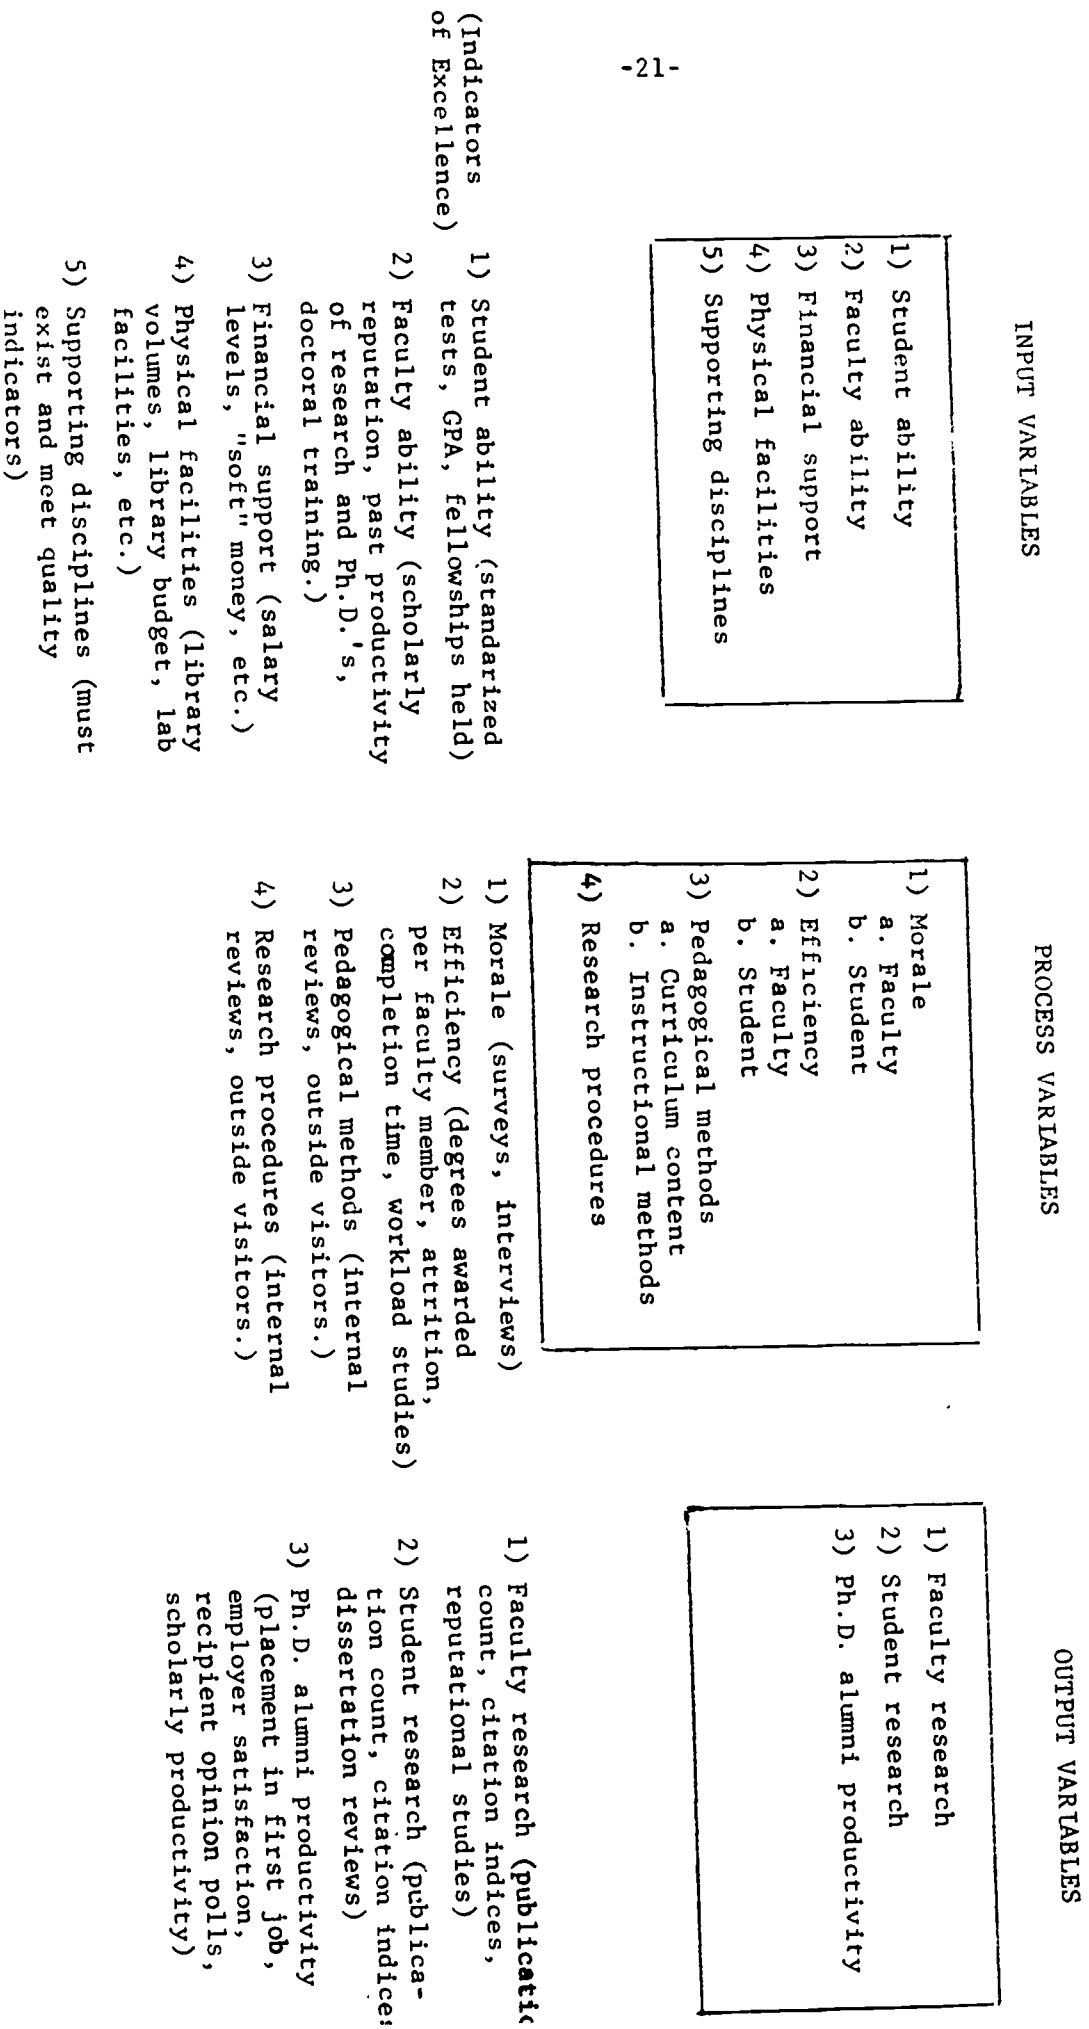 -21-
INPUT VARIABLES
1) Student ability
2) Faculty ability
3) Financial support
4) Physical facilities
5) Supporting disciplines
(Indicators
of Excellence)
1) Student ability (standarized
tests, GPA, fellowships held)
2) Faculty ability (scholarly
reputation, past productivity
of research and Ph.D.'s,
doctoral training.)
3) Financial support (salary
levels, "soft" money, etc.)
4) Physical facilities (library
volumes, library budget, lab
facilities, etc.)
5) Supporting disciplines (must
exist and meet quality
indicators)
PROCESS VARIABLES
1) Morale
a. Faculty
b. Student
2) Efficiency
a. Faculty
b. Student
3) Pedagogical methods
a. Curriculum content
b. Instructional methods
4) Research procedures
1) Morale (surveys, interviews)
2) Efficiency (degrees awarded
per faculty member, attrition,
completion time, workload studies)
3) Pedagogical methods (internal
reviews, outside visitors.)
4) Research procedures (internal
reviews, outside visitors.)
OUTPUT VARIABLES
1) Faculty research
2) Student research
3) Ph.D. alumni productivity
1) Faculty research (publicatio
count, citation indices,
reputational studies)
2) Student research (publica-
tion count, citation indices
dissertation reviews)
3) Ph.D. alumni productivity
(placement in first job,
employer satisfaction,
recipient opinion polls,
scholarly productivity)